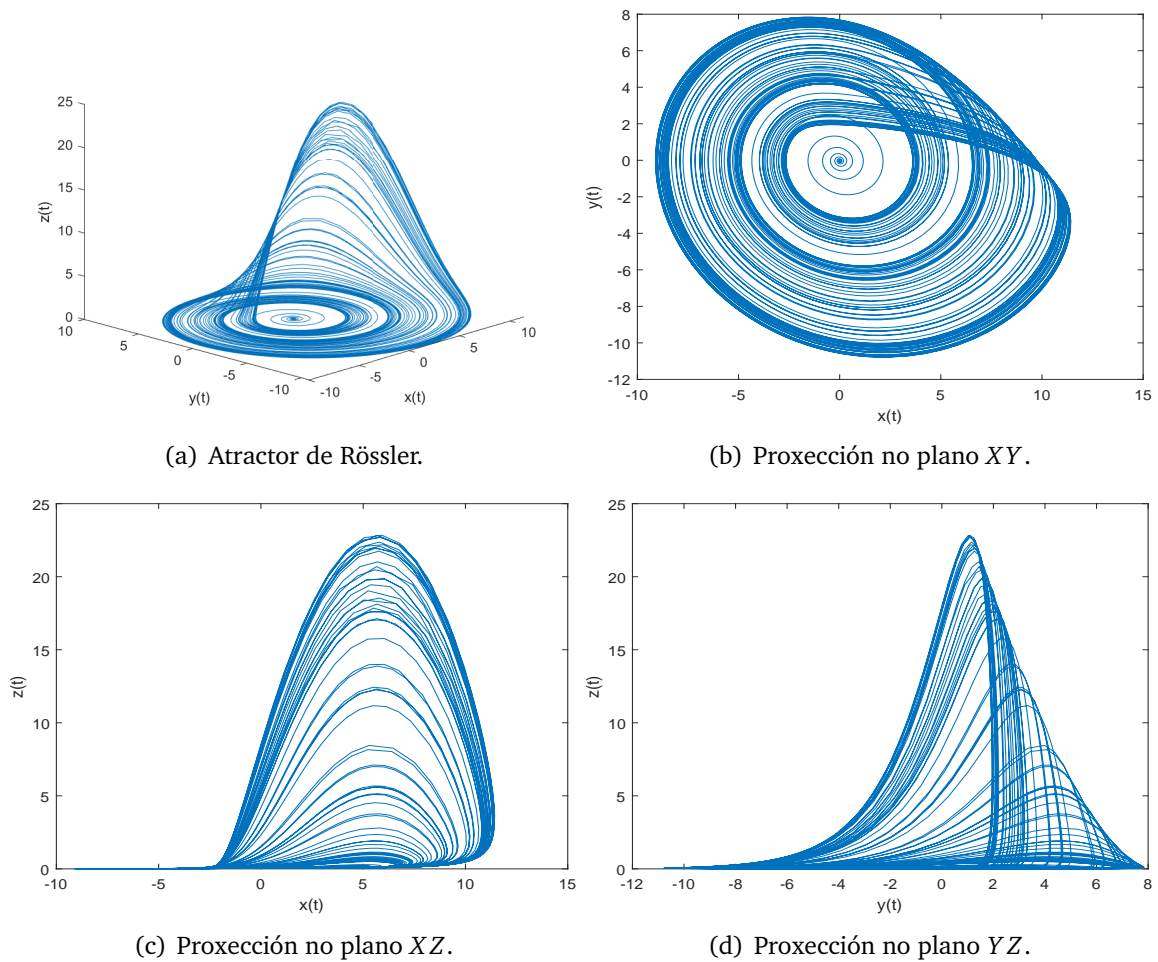 25
20
15
10
5
0
z(t)
10
5
0
-5
-10
y(t)
-10
-5
0
5
10
x(t)
(a) Atractor de Rössler.
8
6
4
2
0
-2
-4
-6
-8
-10
-12
y(t)
-10 -5 0 5 10 15
x(t)
(b) Proxección no plano XY.
25
20
15
10
5
0
z(t)
-10 -5 0 5 10 15
x(t)
(c) Proxección no plano XZ.
25
20
15
10
5
0
z(t)
-12 -10 -8 -6 -4 -2 0 2 4 6 8
y(t)
(d) Proxección no plano YZ.